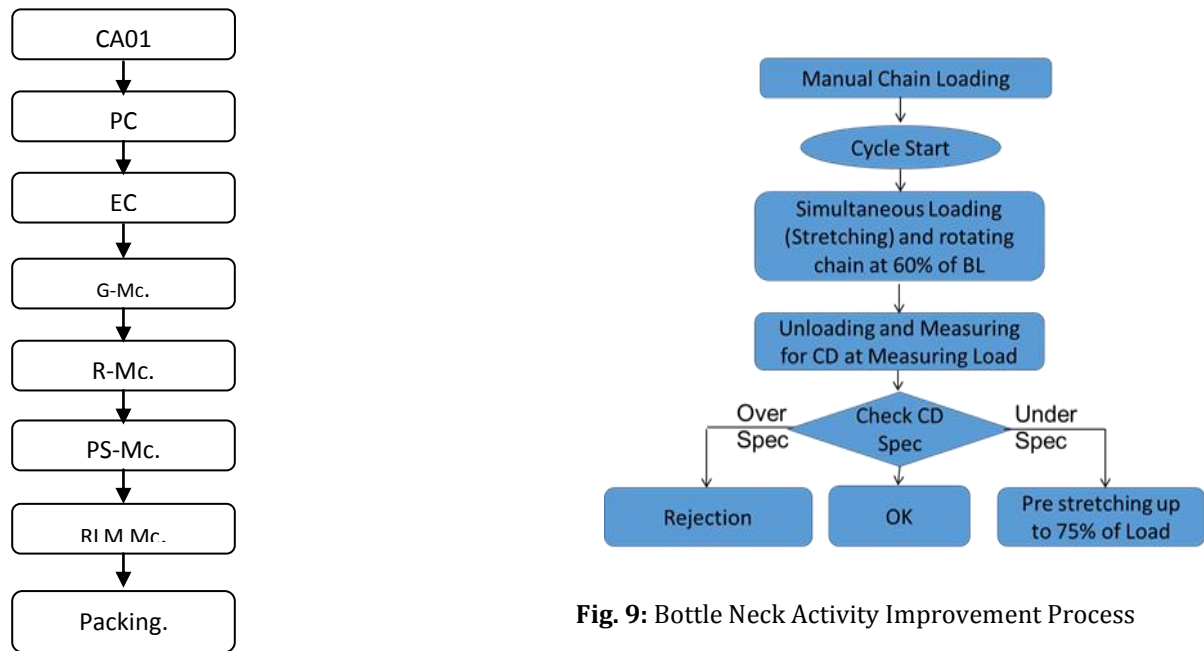 CA01
PC
EC
G-Mc.
R-Mc.
PS-Mc.
RLM Mc.
Packing.
Manual Chain Loading
Cycle Start
Simultaneous Loading
(Stretching) and rotating
chain at 60% of BL
Unloading and Measuring
for CD at Measuring Load
Over
Spec
Check CD
Spec
Under
Spec
Rejection
OK
Pre stretching up
to 75% of Load
Fig. 9: Bottle Neck Activity Improvement Process